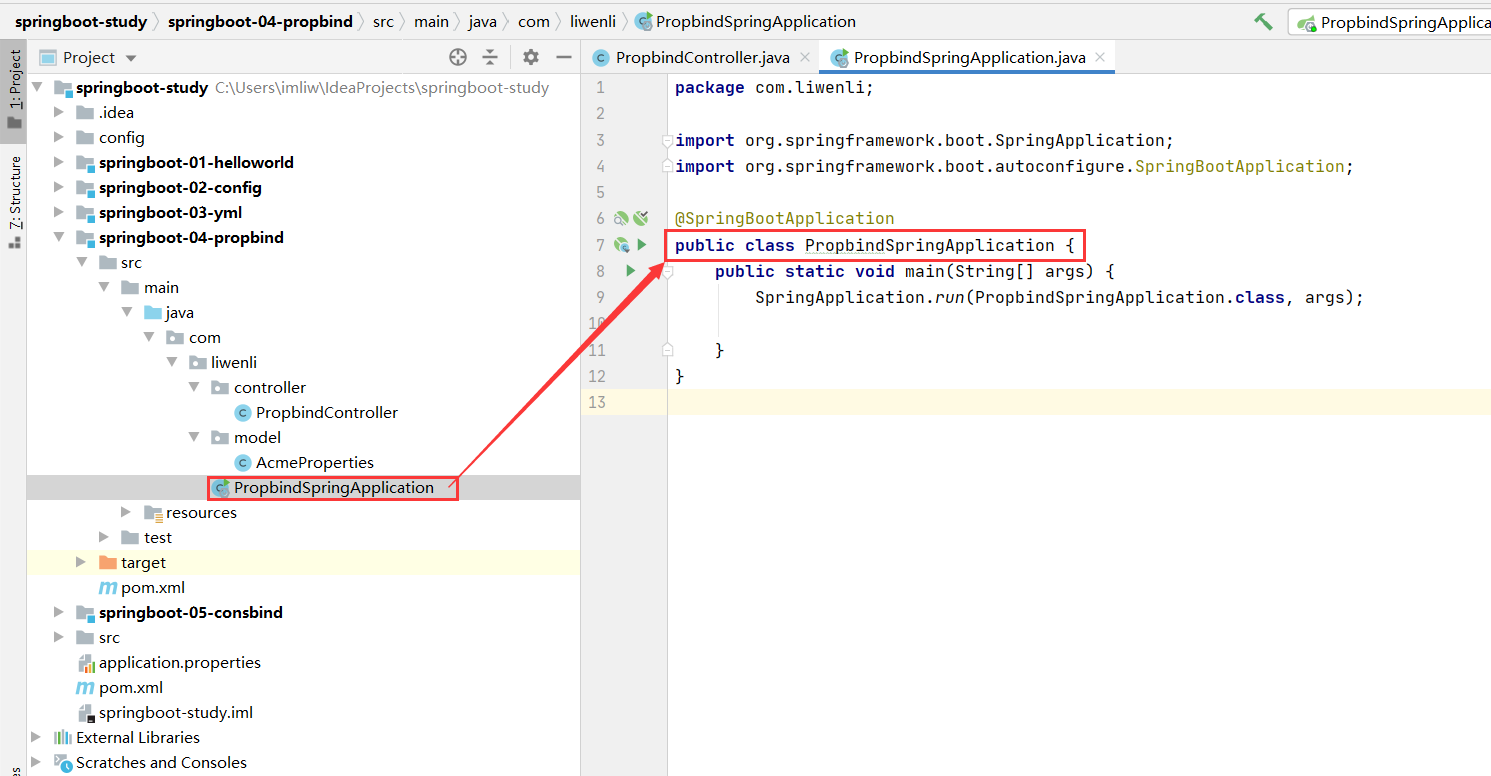 springboot-study springboot-04-propbind src main java com liwenli PropbindSpringApplication
PropbindSpringApplica
1: Project
Z: Structure
Project
springboot-study C:\Users\imliw\IdeaProjects\springboot-study
.idea
config
springboot-01-helloworld
springboot-02-config
springboot-03-yml
springboot-04-propbind
src
main
java
com
liwenli
controller
PropbindController
model
AcmeProperties
PropbindSpringApplication
resources
test
target
pom.xml
springboot-05-consbind
src
application.properties
pom.xml
springboot-study.iml
External Libraries
Scratches and Consoles
PropbindController.java PropbindSpringApplication.java
1 package com.liwenli;
2
3 import org.springframework.boot.SpringApplication;
4 import org.springframework.boot.autoconfigure.SpringBootApplication;
5
6 @SpringBootApplication
7 public class PropbindSpringApplication {
8 public static void main(String[] args) {
9 SpringApplication.run(PropbindSpringApplication.class, args);
10
11 }
12 }
13